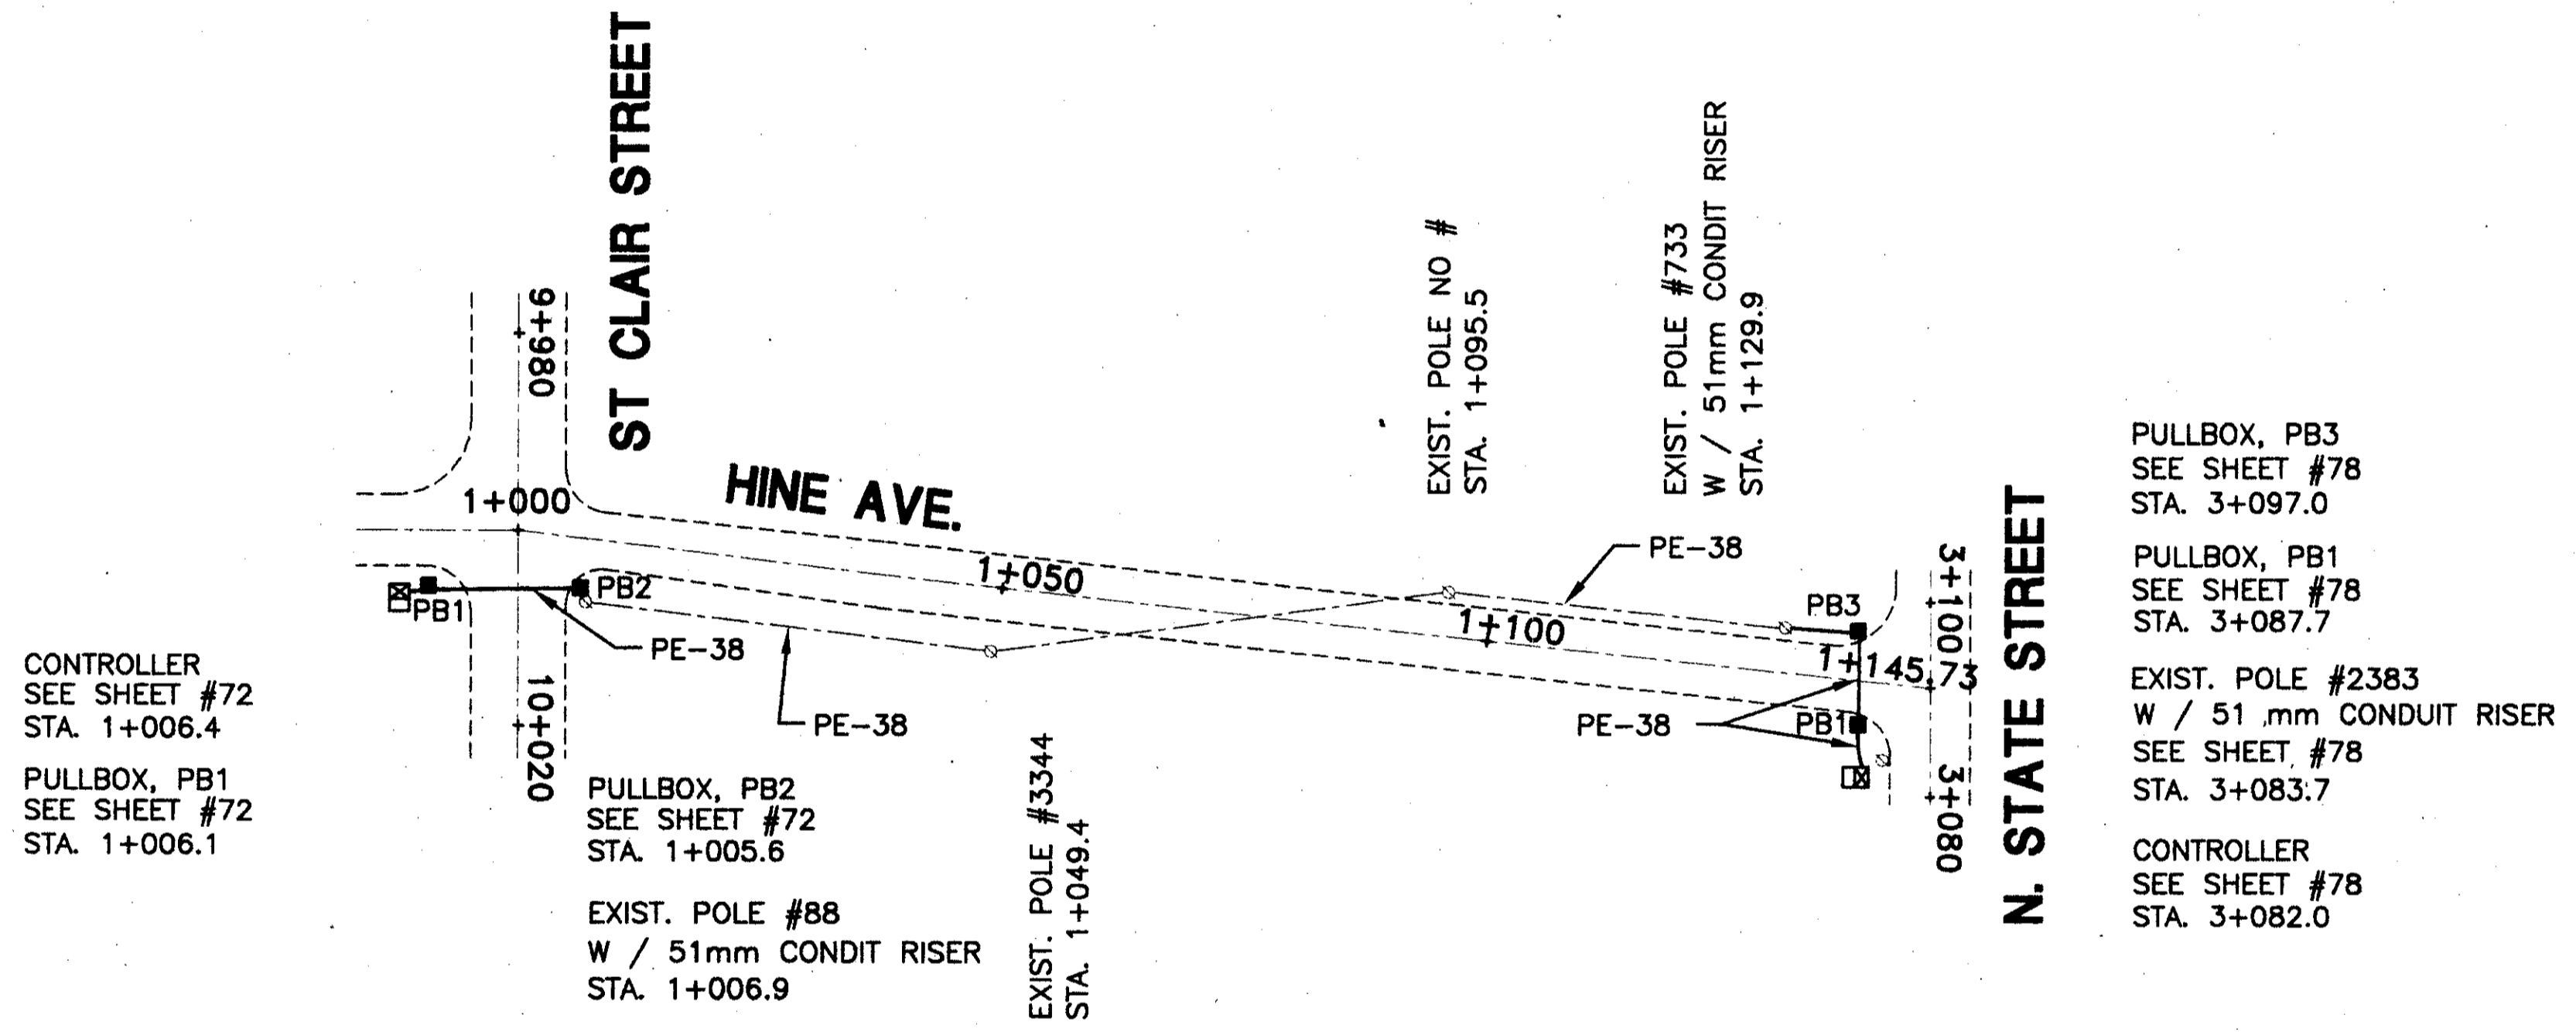 ST CLAIR STREET
9+980
1+000
HINE AVE.
EXIST. POLE NO #
STA. 1+095.5
EXIST. POLE #733
W / 51mm CONDIT RISER
STA. 1+129.9
PB1
PB2
PE-38
1+050
PE-38
10+020
PE-38
1+100
PB3
1+145.73
3+100
PE-38
PB1
3+080
N. STATE STREET
CONTROLLER
SEE SHEET #72
STA. 1+006.4
PULLBOX, PB1
SEE SHEET #72
STA. 1+006.1
PULLBOX, PB2
SEE SHEET #72
STA. 1+005.6
EXIST. POLE #88
W / 51mm CONDIT RISER
STA. 1+006.9
EXIST. POLE #3344
STA. 1+049.4
PULLBOX, PB3
SEE SHEET #78
STA. 3+097.0
PULLBOX, PB1
SEE SHEET #78
STA. 3+087.7
EXIST. POLE #2383
W / 51 mm CONDUIT RISER
SEE SHEET #78
STA. 3+083.7
CONTROLLER
SEE SHEET #78
STA. 3+082.0